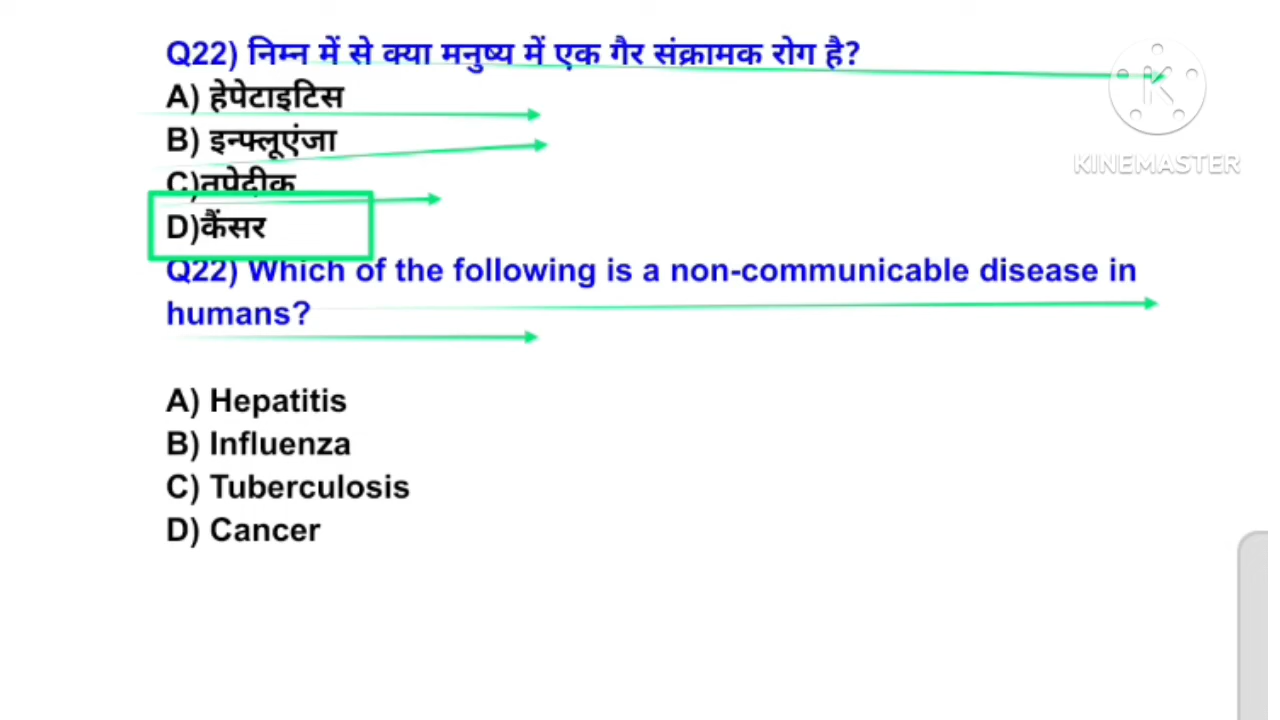 Q22) निम्न में से क्या मनुष्य में एक गैर संक्रामक रोग है?
A) हेपेटाइटिस
B) इन्फ्लूएंजा
C)तपेदीक
D)कैंसर
Q22) Which of the following is a non-communicable disease in
humans?
A) Hepatitis
B) Influenza
C) Tuberculosis
D) Cancer
K
KINEMASTER